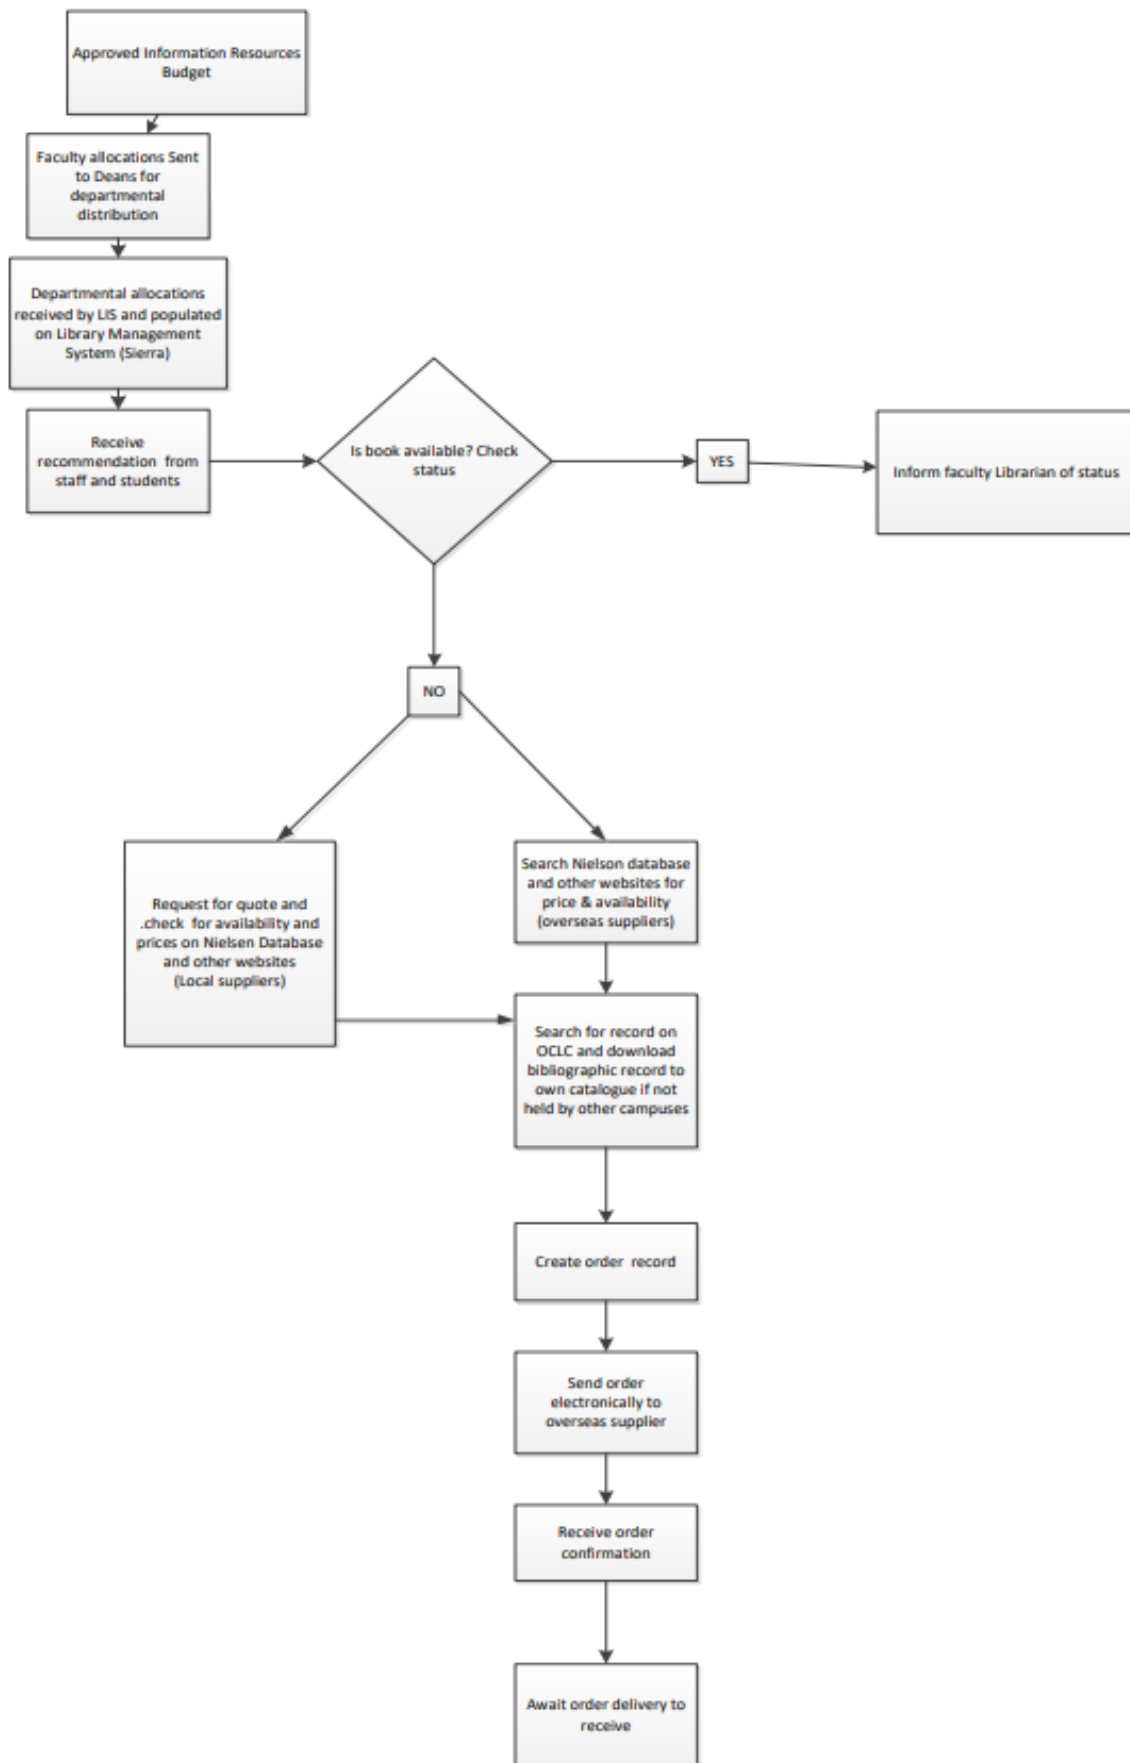 Approved Information Resources
Budget
Faculty allocations Sent
to Deans for
departmental
distribution
Departmental allocations
received by LIS and populated
on Library Management
System (Sierra)
Receive
recommendation from
staff and students
Is book available? Check
status
YES
Inform faculty Librarian of status
NO
Request for quote and
.check for availability and
prices on Nielsen Database
and other websites
(Local suppliers)
Search Nielson database
and other websites for
price & availability
(overseas suppliers)
Search for record on
OCLC and download
bibliographic record to
own catalogue if not
held by other campuses
Create order record
Send order
electronically to
overseas supplier
Receive order
confirmation
Await order delivery to
receive